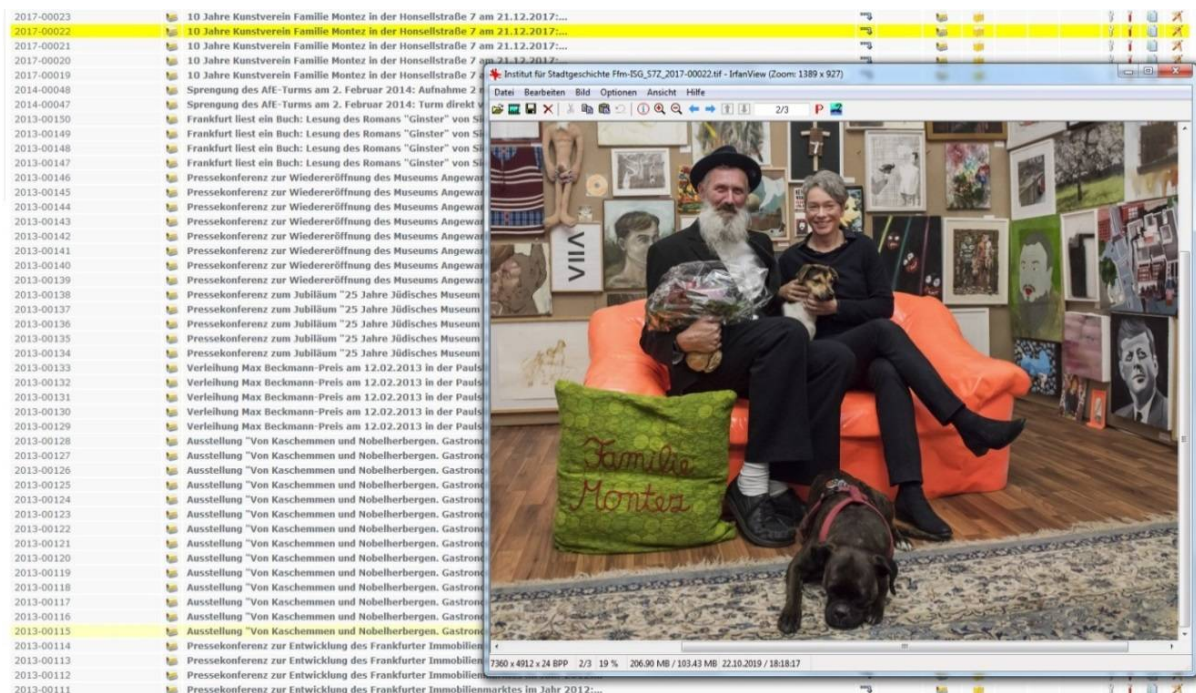 2017-00023 10 Jahre Kunstverein Familie Montez in der Honsellstraße 7 am 21.12.2017:...
2017-00022 10 Jahre Kunstverein Familie Montez in der Honsellstraße 7 am 21.12.2017:...
2017-00021 10 Jahre Kunstverein Familie Montez in der Honsellstraße 7 am 21.12.2017:...
2017-00020 10 Jahre Kunstverein Familie Montez in der Honsellstraße 7 am 21.12.2017:...
2017-00019 10 Jahre Kunstverein Familie Montez in der Honsellstraße 7
2014-00048 Sprengung des AfE-Turms am 2. Februar 2014: Aufnahme 2
2014-00047 Sprengung des AfE-Turms am 2. Februar 2014: Turm direkt
2013-00150 Frankfurt liest ein Buch: Lesung des Romans "Ginster" von
2013-00149 Frankfurt liest ein Buch: Lesung des Romans "Ginster" von
2013-00148 Frankfurt liest ein Buch: Lesung des Romans "Ginster" von
2013-00147 Frankfurt liest ein Buch: Lesung des Romans "Ginster" von
2013-00146 Pressekonferenz zur Wiedereröffnung des Museums
2013-00145 Pressekonferenz zur Wiedereröffnung des Museums
2013-00144 Pressekonferenz zur Wiedereröffnung des Museums
2013-00143 Pressekonferenz zur Wiedereröffnung des Museums
2013-00142 Pressekonferenz zur Wiedereröffnung des Museums
2013-00141 Pressekonferenz zur Wiedereröffnung des Museums
2013-00140 Pressekonferenz zur Wiedereröffnung des Museums
2013-00139 Pressekonferenz zur Wiedereröffnung des Museums
2013-00138 Pressekonferenz zum Jubiläum "25 Jahre Jüdisches Museum
2013-00137 Pressekonferenz zum Jubiläum "25 Jahre Jüdisches Museum
2013-00136 Pressekonferenz zum Jubiläum "25 Jahre Jüdisches Museum
2013-00135 Pressekonferenz zum Jubiläum "25 Jahre Jüdisches Museum
2013-00134 Pressekonferenz zum Jubiläum "25 Jahre Jüdisches Museum
2013-00133 Verleihung Max Beckmann-Preis am 12.02.2013 in der
2013-00132 Verleihung Max Beckmann-Preis am 12.02.2013 in der
2013-00131 Verleihung Max Beckmann-Preis am 12.02.2013 in der
2013-00130 Verleihung Max Beckmann-Preis am 12.02.2013 in der
2013-00129 Verleihung Max Beckmann-Preis am 12.02.2013 in der
2013-00128 Ausstellung "Von Kaschemmen und Nobelherbergen.
2013-00127 Ausstellung "Von Kaschemmen und Nobelherbergen.
2013-00126 Ausstellung "Von Kaschemmen und Nobelherbergen.
2013-00125 Ausstellung "Von Kaschemmen und Nobelherbergen.
2013-00124 Ausstellung "Von Kaschemmen und Nobelherbergen.
2013-00123 Ausstellung "Von Kaschemmen und Nobelherbergen.
2013-00122 Ausstellung "Von Kaschemmen und Nobelherbergen.
2013-00121 Ausstellung "Von Kaschemmen und Nobelherbergen.
2013-00120 Ausstellung "Von Kaschemmen und Nobelherbergen.
2013-00119 Ausstellung "Von Kaschemmen und Nobelherbergen.
2013-00118 Ausstellung "Von Kaschemmen und Nobelherbergen.
2013-00117 Ausstellung "Von Kaschemmen und Nobelherbergen.
2013-00116 Ausstellung "Von Kaschemmen und Nobelherbergen.
2013-00115 Ausstellung "Von Kaschemmen und Nobelherbergen.
2013-00114 Pressekonferenz zur Entwicklung des Frankfurter
2013-00113 Pressekonferenz zur Entwicklung des Frankfurter
2013-00112 Pressekonferenz zur Entwicklung des Frankfurter
2013-00111 Pressekonferenz zur Entwicklung des Frankfurter Immobilienmarktes im Jahr 2012:...
Institut für Stadtgeschichte Ffm-ISG_S7Z_2017-00022.tif - IrfanView (Zoom: 1389 x 927)
Datei Bearbeiten Bild Optionen Ansicht Hilfe
2/3
Familie
Montez
7360 x 4912 x 24 BPP 2/3 19 % 206.90 MB / 103.43 MB 22.10.2019 / 18:18:17